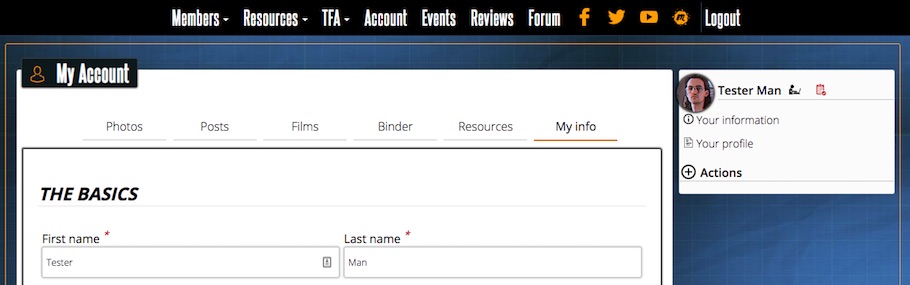 Members Resources TFA Account Events Reviews Forum Logout
My Account
Photos Posts Films Binder Resources My info
THE BASICS
First name * Last name *
Tester Man
Tester Man
Your information
Your profile
Actions